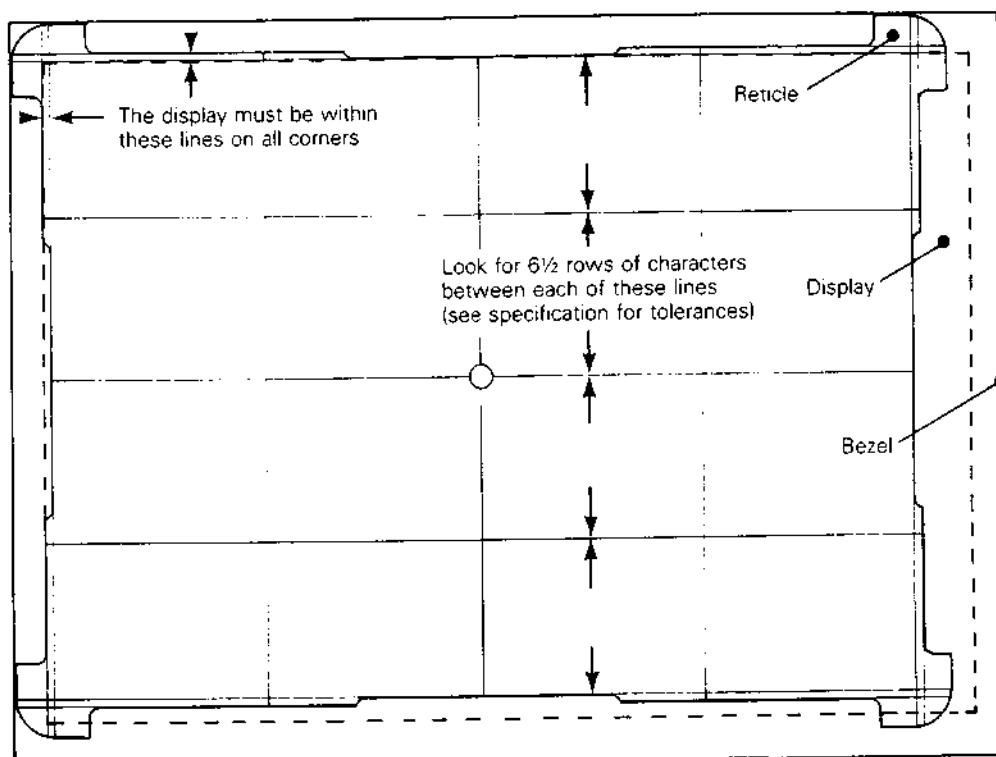 Reticle
The display must be within
these lines on all corners
Look for 6½ rows of characters
between each of these lines
(see specification for tolerances)
Display
Bezel